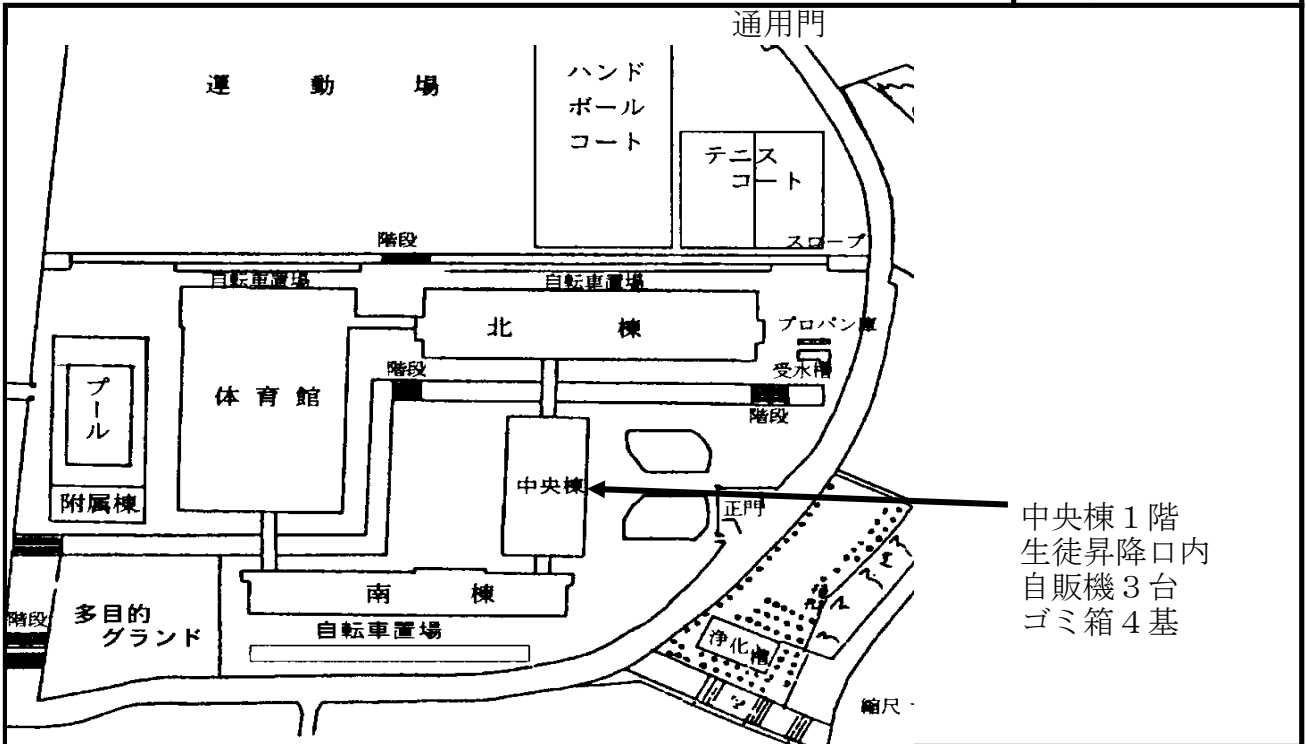 通用門
運動場
ハンド
ボール
コート
テニス
コート
階段
スロープ
自転車置場
自転車置場
北棟
プロパン庫
受水槽
階段
階段
プール
体育館
中央棟
正門
附属棟
中央棟１階
生徒昇降口内
自販機３台
ゴミ箱４基
南棟
階段
多目的
グランド
自転車置場
浄化槽
縮尺